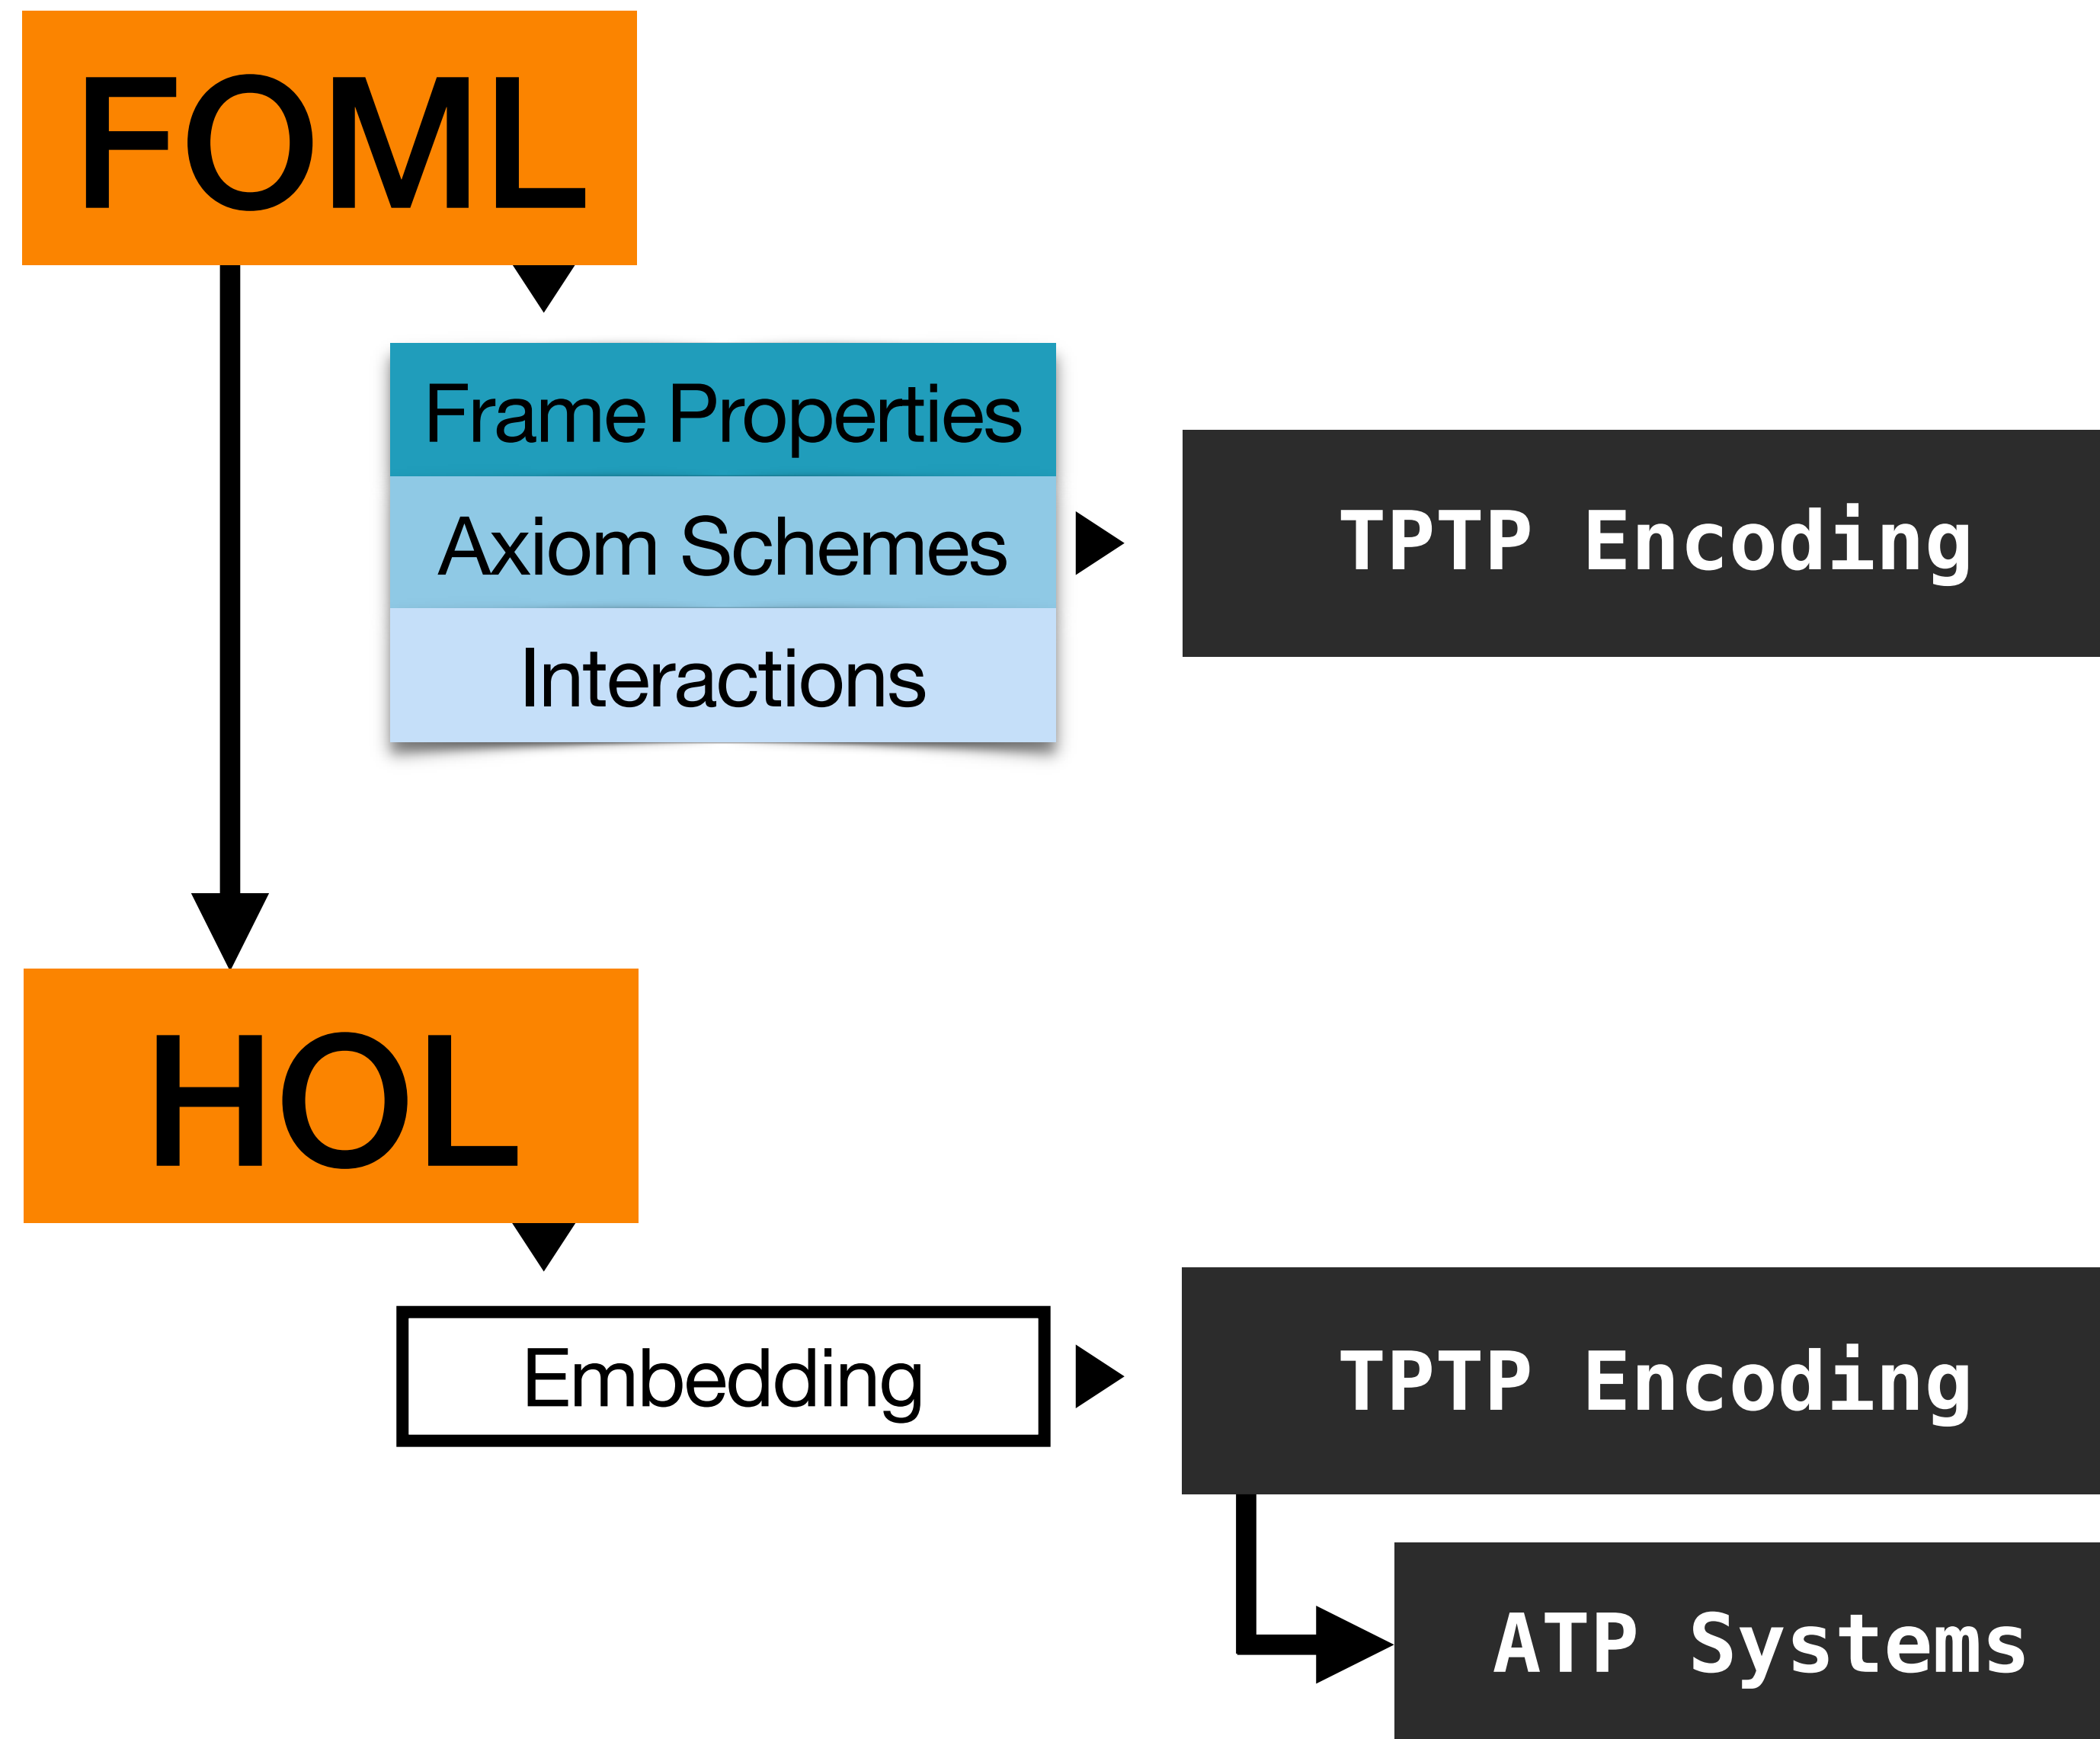 FOML
Frame Properties
Axiom Schemes
TPTP Encoding
Interactions
HOL
Embedding
TPTP Encoding
ATP Systems